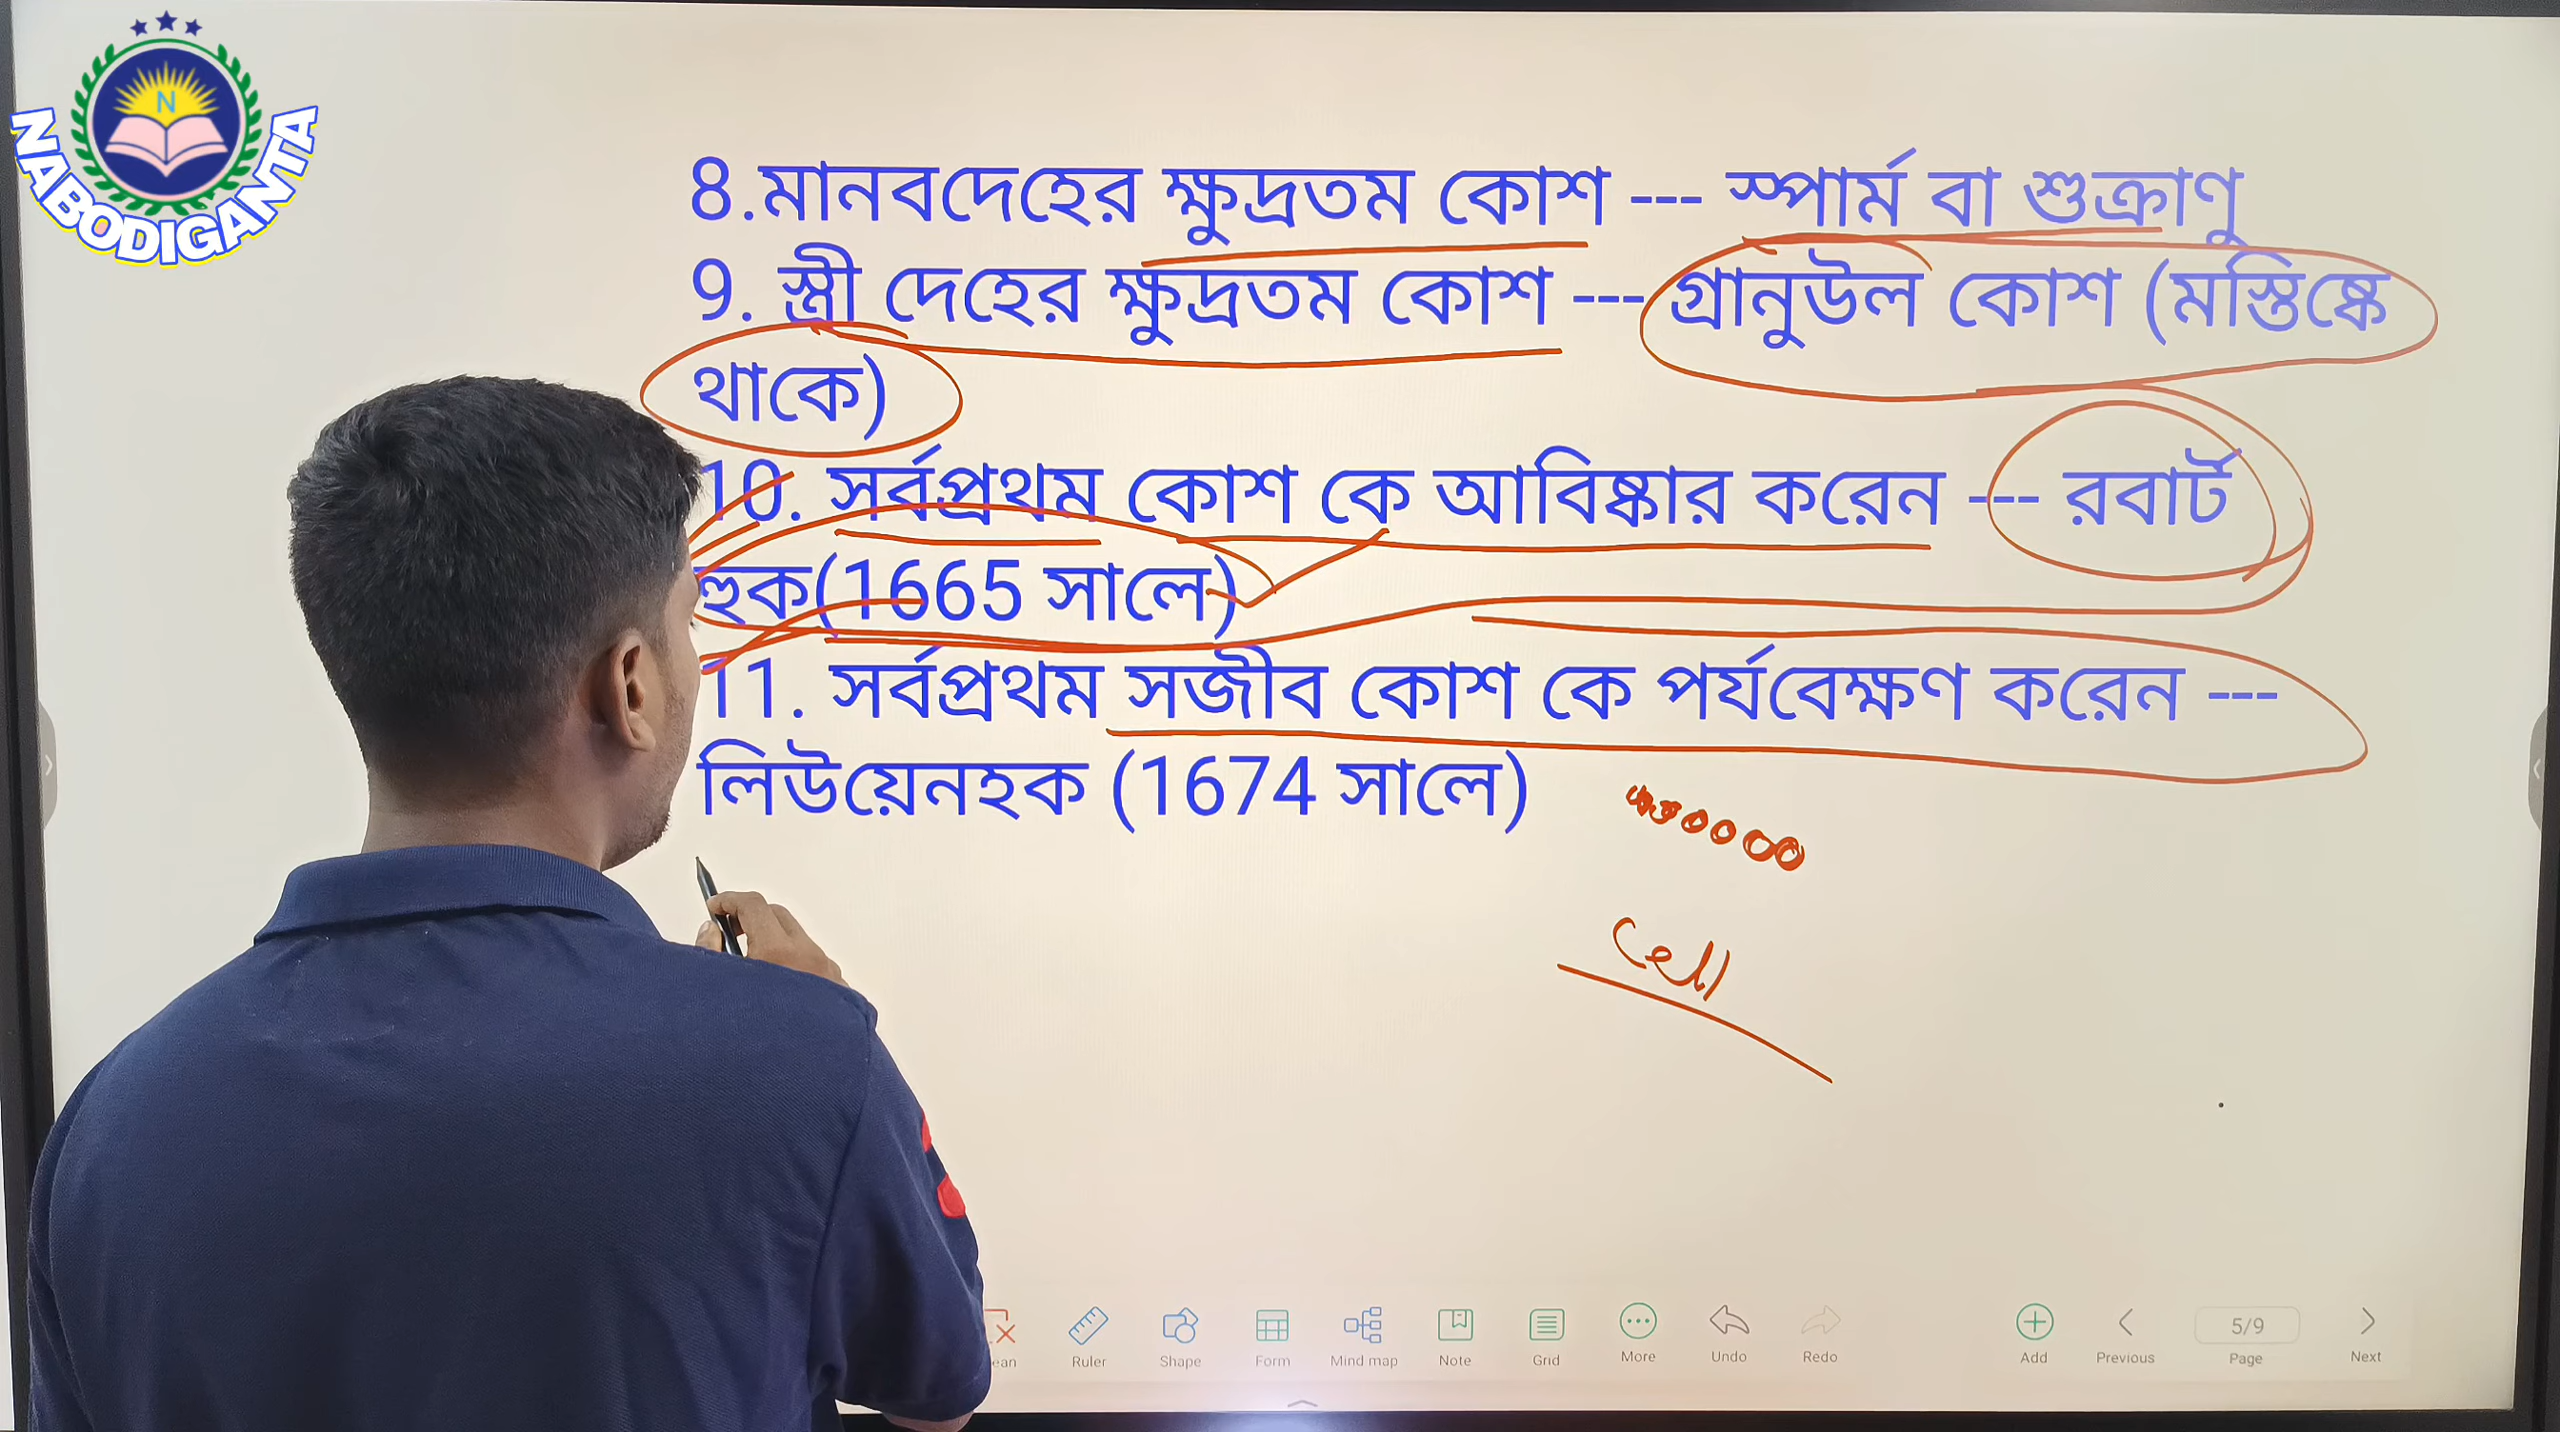 NABODIGANTA
N
8.মানবদেহের ক্ষুদ্রতম কোশ --- স্পার্ম বা শুক্রাণু
9. স্ত্রী দেহের ক্ষুদ্রতম কোশ --- গ্রানুউল কোশ (মস্তিষ্কে
থাকে)
10. সর্বপ্রথম কোশ কে আবিষ্কার করেন --- রবার্ট
হুক(1665 সালে)
11. সর্বপ্রথম সজীব কোশ কে পর্যবেক্ষণ করেন ---
লিউয়েনহক (1674 সালে)
cell
Ruler Shape Form Mind map Note Grid More Undo Redo Add Previous 5/9 Page Next